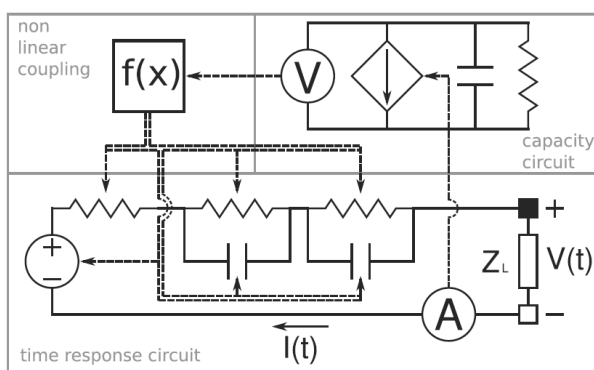 non
linear
coupling
f(x)
V
capacity
circuit
+
−
+
Z_L
V(t)
−
A
I(t)
time response circuit